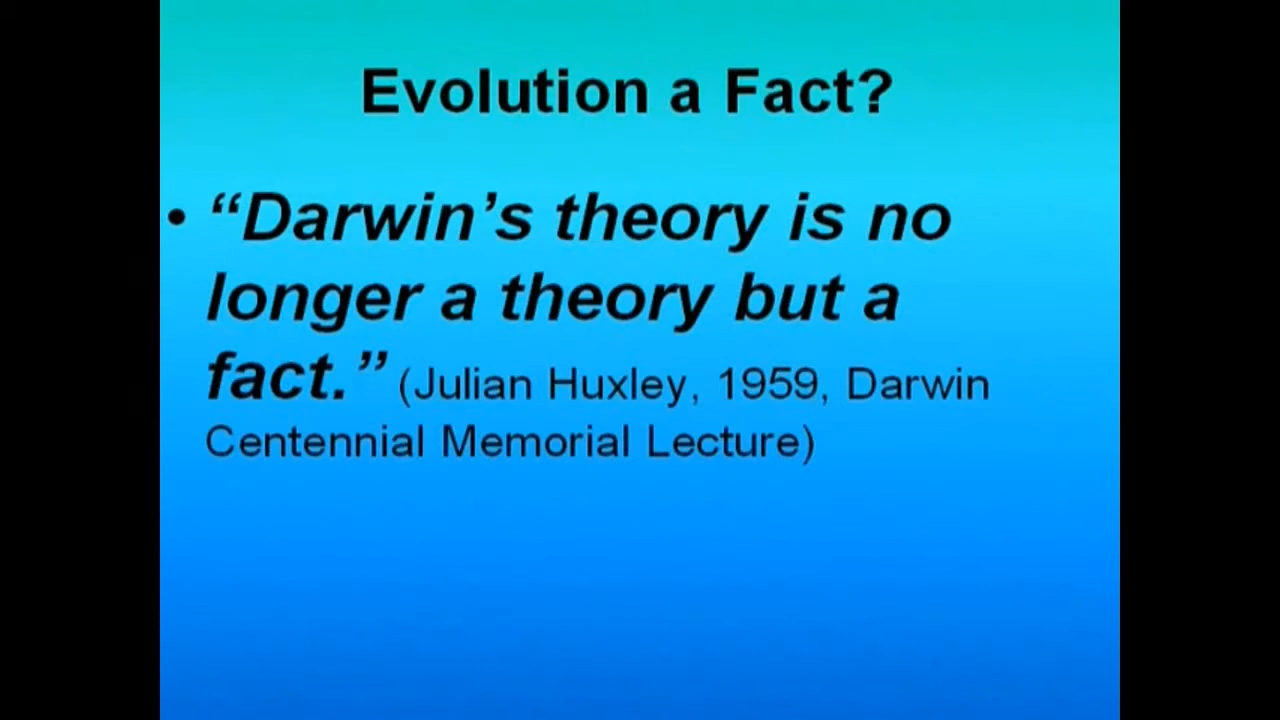 Evolution a Fact?
• “Darwin’s theory is no
longer a theory but a
fact.” (Julian Huxley, 1959, Darwin
Centennial Memorial Lecture)